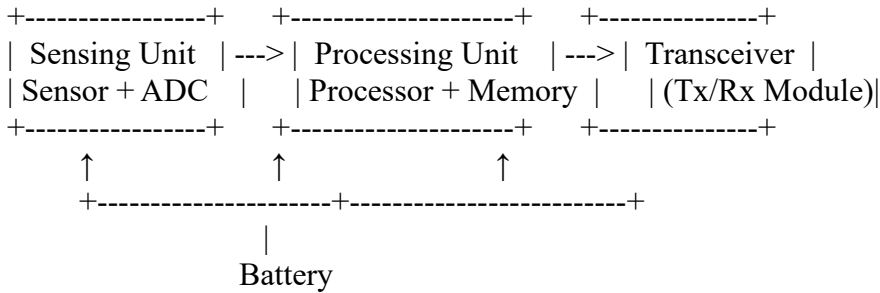 +-----------------+ +---------------------+ +--------------+
| Sensing Unit | ---> | Processing Unit | ---> | Transceiver |
| Sensor + ADC | | Processor + Memory | | (Tx/Rx Module)|
+-----------------+ +---------------------+ +--------------+
↑ ↑ ↑
+----------------------+--------------------------+
|
Battery